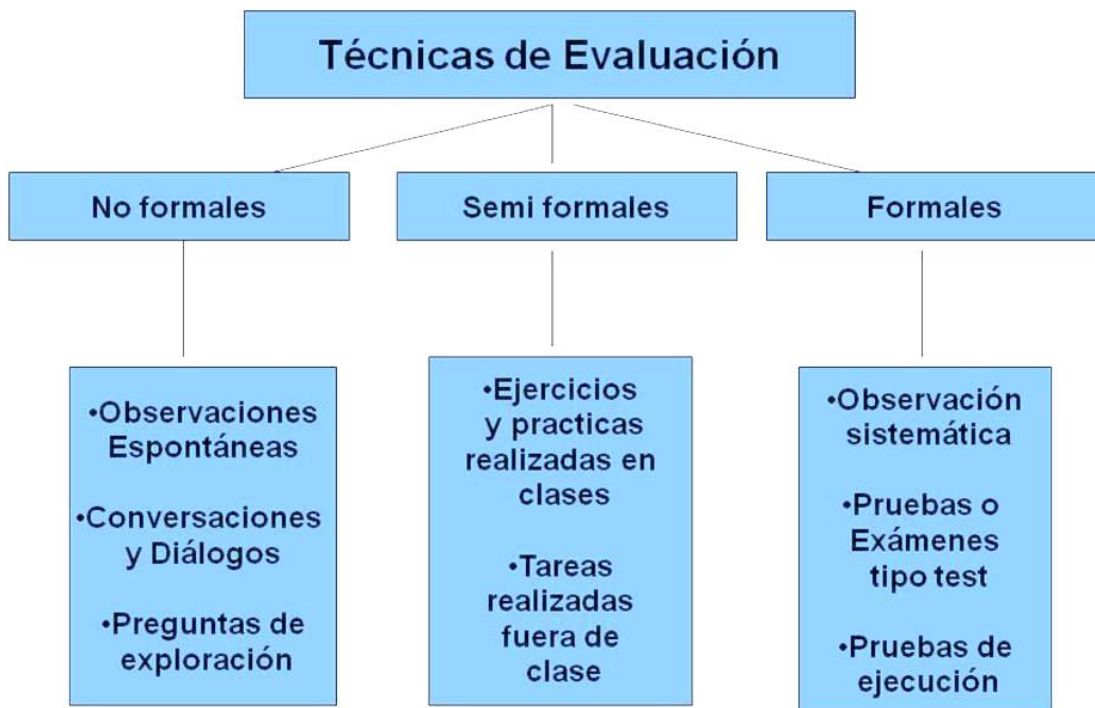 Técnicas de Evaluación
No formales
Semi formales
Formales
•Observaciones
Espontáneas
•Conversaciones
y Diálogos
•Preguntas de
exploración
•Ejercicios
y practicas
realizadas en
clases
•Tareas
realizadas
fuera de
clase
•Observación
sistemática
•Pruebas o
Exámenes
tipo test
•Pruebas de
ejecución